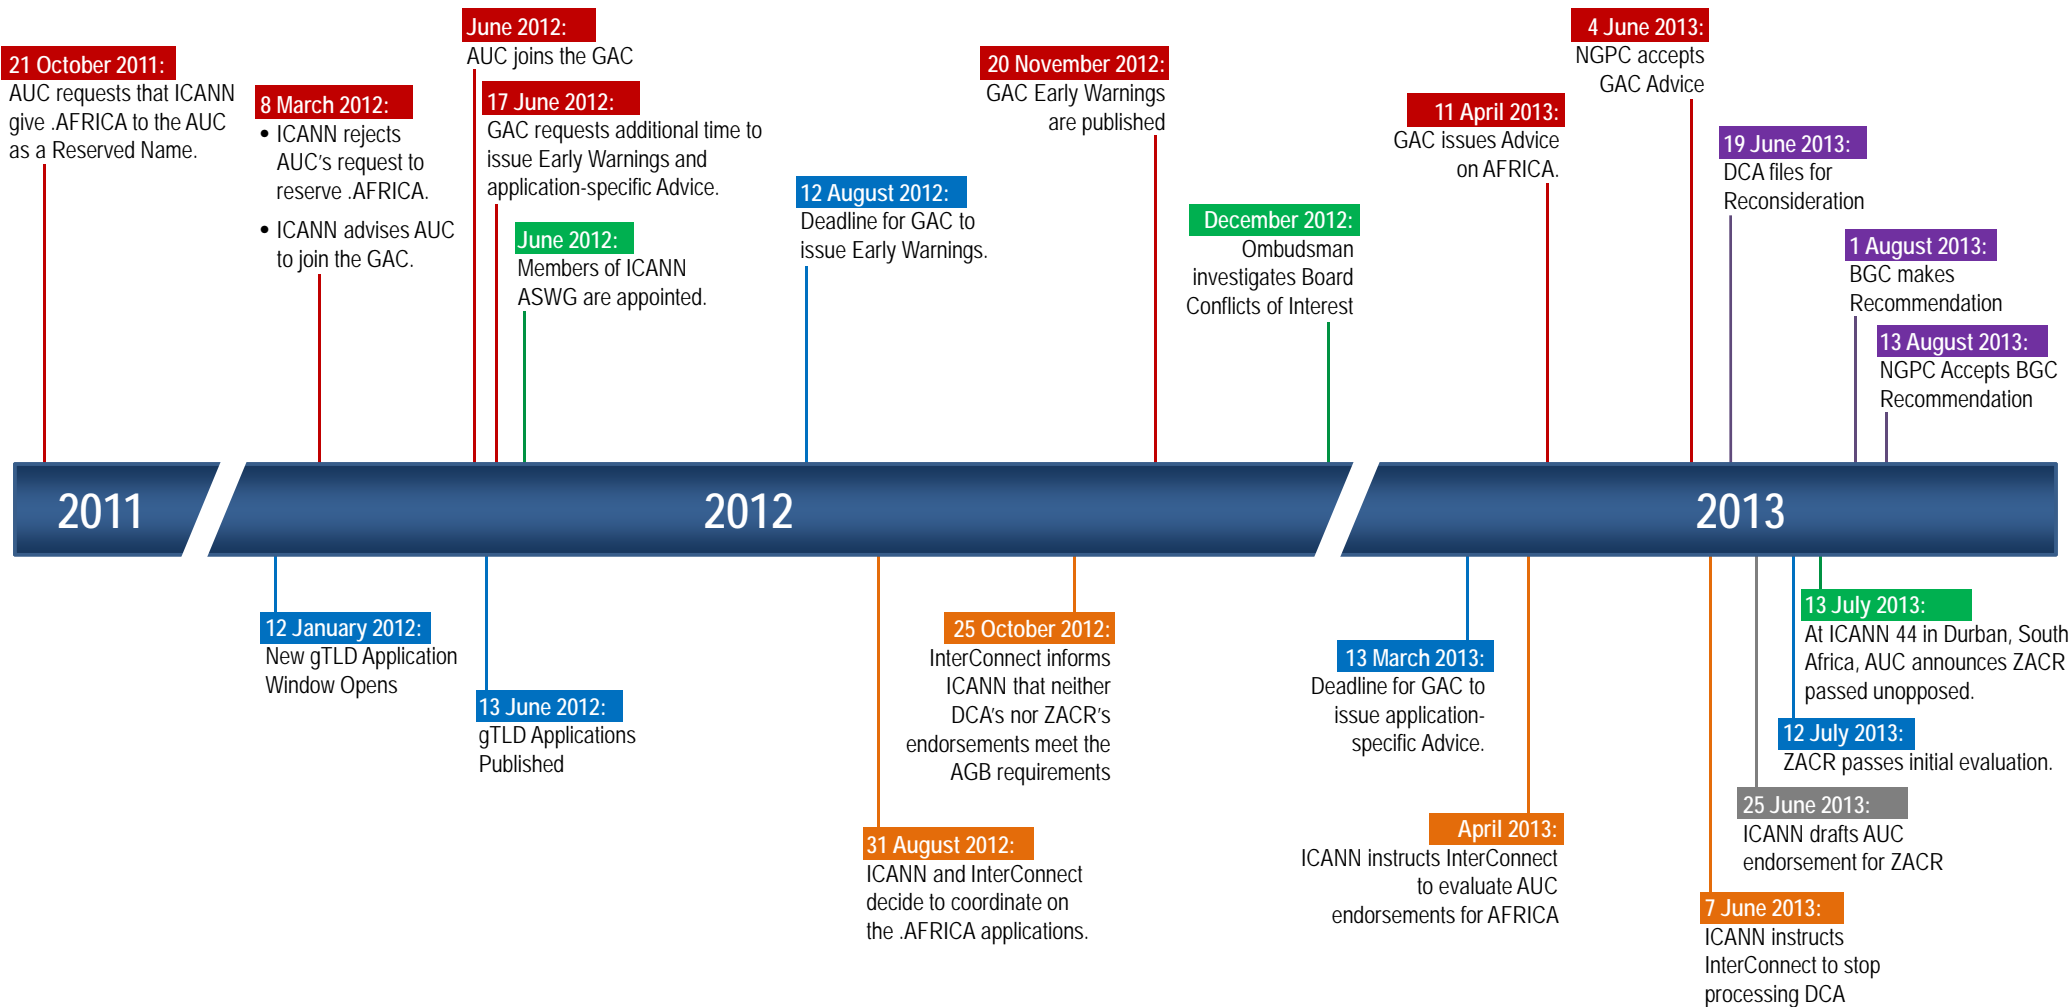 21 October 2011:
AUC requests that ICANN
give .AFRICA to the AUC
as a Reserved Name.
8 March 2012:
• ICANN rejects
AUC's request to
reserve .AFRICA.
• ICANN advises AUC
to join the GAC.
June 2012:
AUC joins the GAC
17 June 2012:
GAC requests additional time to
issue Early Warnings and
application-specific Advice.
June 2012:
Members of ICANN
ASWG are appointed.
12 August 2012:
Deadline for GAC to
issue Early Warnings.
20 November 2012:
GAC Early Warnings
are published
December 2012:
Ombudsman
investigates Board
Conflicts of Interest
11 April 2013:
GAC issues Advice
on AFRICA.
4 June 2013:
NGPC accepts
GAC Advice
19 June 2013:
DCA files for
Reconsideration
1 August 2013:
BGC makes
Recommendation
13 August 2013:
NGPC Accepts BGC
Recommendation
2011
2012
2013
12 January 2012:
New gTLD Application
Window Opens
13 June 2012:
gTLD Applications
Published
31 August 2012:
ICANN and InterConnect
decide to coordinate on
the .AFRICA applications.
25 October 2012:
InterConnect informs
ICANN that neither
DCA's nor ZACR's
endorsements meet the
AGB requirements
13 March 2013:
Deadline for GAC to
issue application-
specific Advice.
April 2013:
ICANN instructs InterConnect
to evaluate AUC
endorsements for AFRICA
7 June 2013:
ICANN instructs
InterConnect to stop
processing DCA
25 June 2013:
ICANN drafts AUC
endorsement for ZACR
12 July 2013:
ZACR passes initial evaluation.
13 July 2013:
At ICANN 44 in Durban, South
Africa, AUC announces ZACR
passed unopposed.